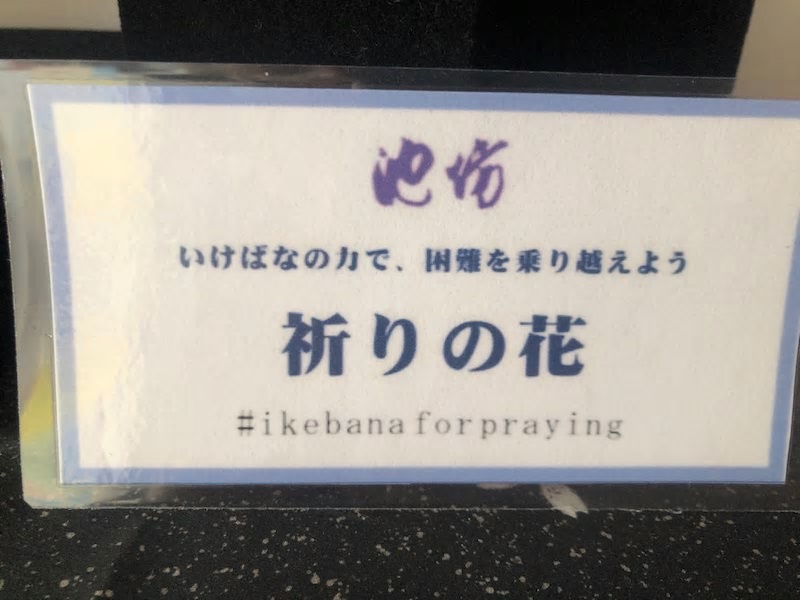 池坊
いけばなの力で、困難を乗り越えよう
祈りの花
#ikebanaforpraying